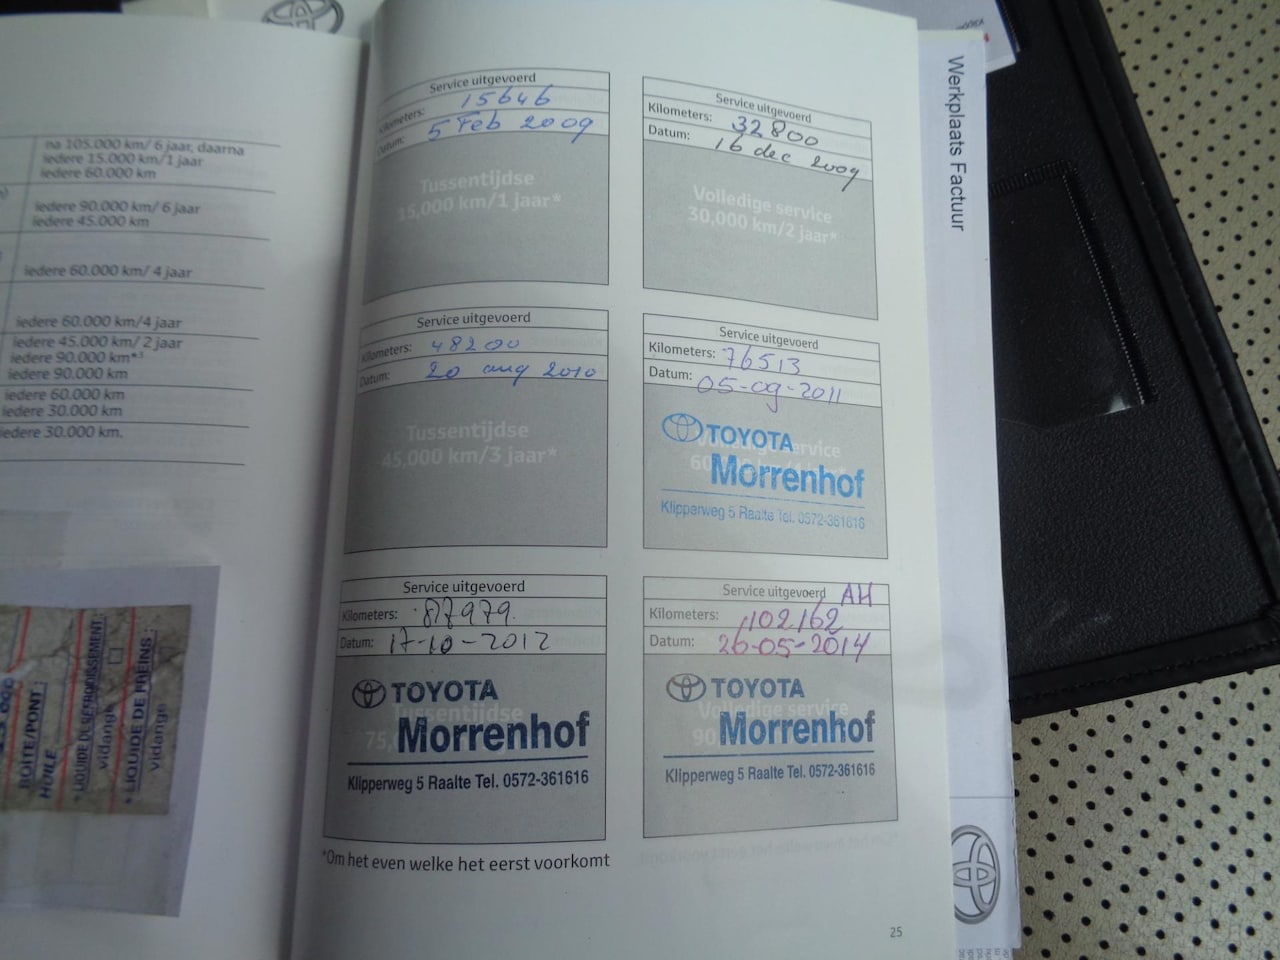 na 105.000 km/ 6 jaar, daarna
iedere 15.000 km/1 jaar
iedere 60.000 km
iedere 90.000 km/ 6 jaar
iedere 45.000 km
iedere 60.000 km/ 4 jaar
iedere 60.000 km/4 jaar
iedere 45.000 km/ 2 jaar
iedere 90.000 km*³
iedere 90.000 km
iedere 60.000 km
iedere 30.000 km
iedere 30.000 km.
BOITE/PONT :
HUILE
* LIQUIDE DE REFROIDISSEMENT
vidange
* LIQUIDE DE FREINS :
vidange
Service uitgevoerd
Kilometers: 15646
Datum: 5 Feb 2009
Tussentijdse
15,000 km/1 jaar*
Service uitgevoerd
Kilometers: 32800
Datum: 16 dec 2009
Volledige service
30,000 km/2 jaar*
Service uitgevoerd
Kilometers: 48200
Datum: 20 aug 2010
Tussentijdse
45,000 km/3 jaar*
Service uitgevoerd
Kilometers: 76513
Datum: 05-09-2011
TOYOTA
Morrenhof
Klipperweg 5 Raalte Tel. 0572-361616
Service uitgevoerd
Kilometers: 87979
Datum: 17-10-2012
Tussentijdse
TOYOTA
Morrenhof
Klipperweg 5 Raalte Tel. 0572-361616
Service uitgevoerd AH
Kilometers: 102162
Datum: 26-05-2014
Volledige service
TOYOTA
Morrenhof
Klipperweg 5 Raalte Tel. 0572-361616
*Om het even welke het eerst voorkomt
25
Werkplaats Factuur